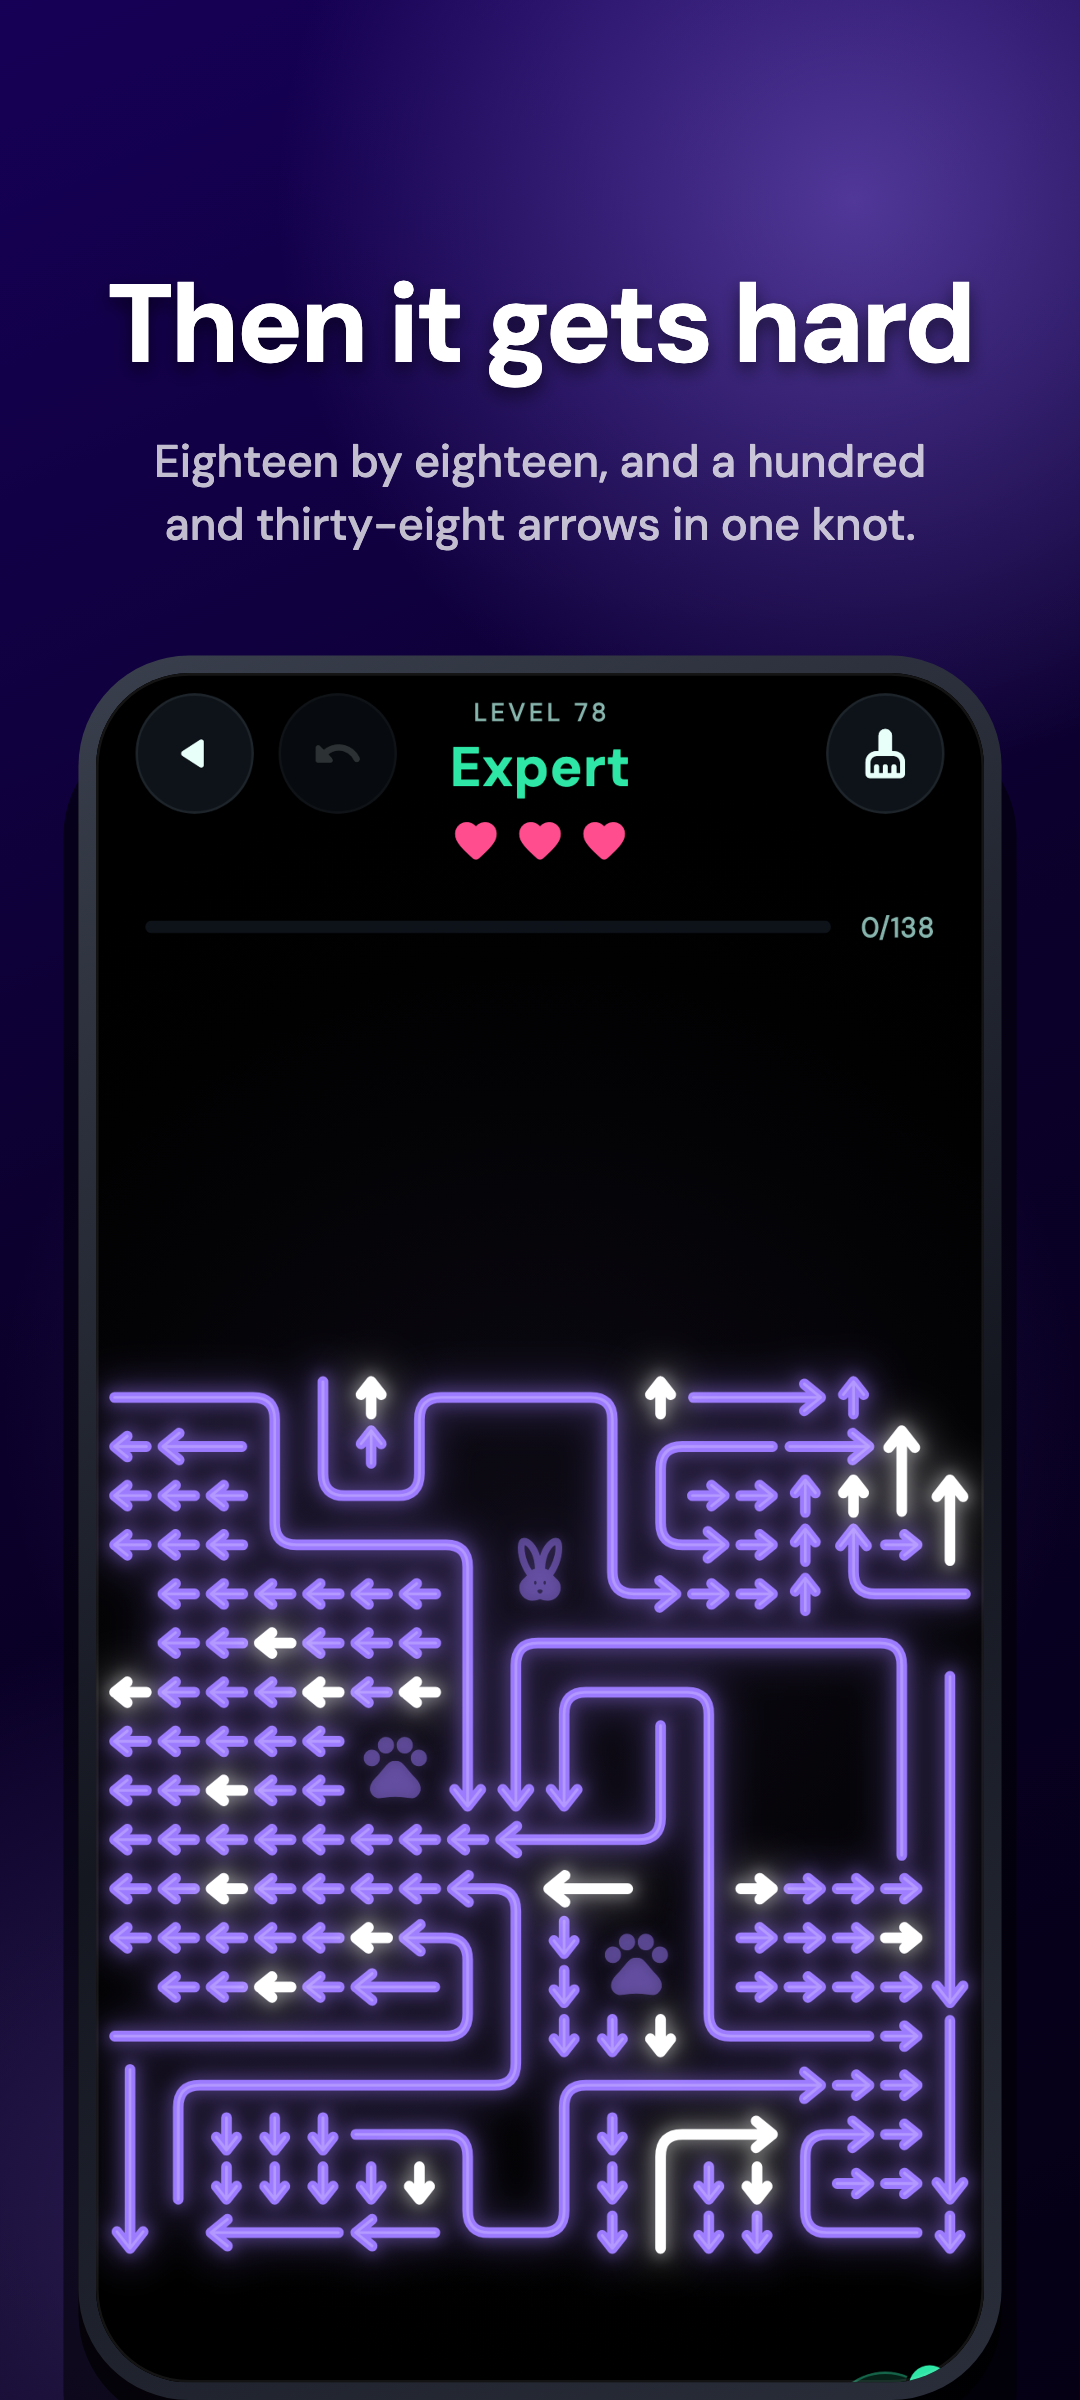 Then it gets hard
Eighteen by eighteen, and a hundred
and thirty-eight arrows in one knot.
LEVEL 78
Expert
0/138